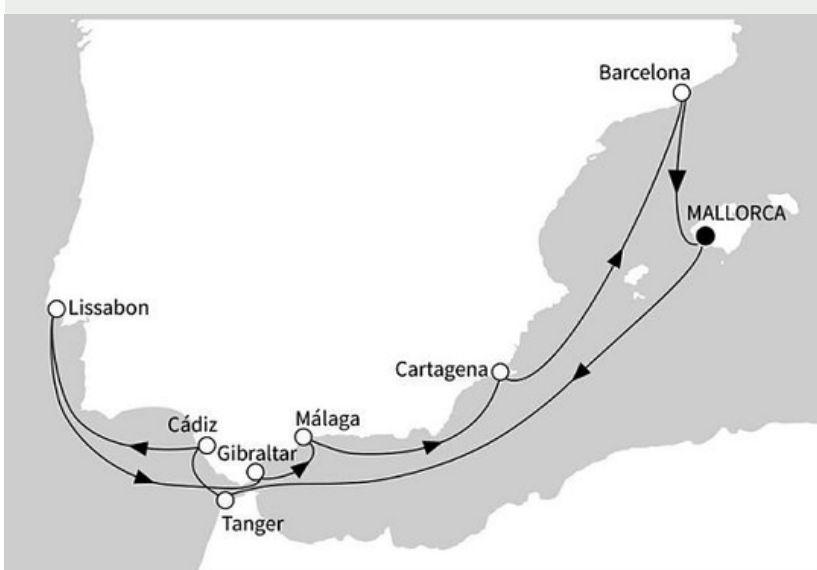 Barcelona
MALLORCA
Lissabon
Cartagena
Málaga
Cádiz
Gibraltar
Tanger